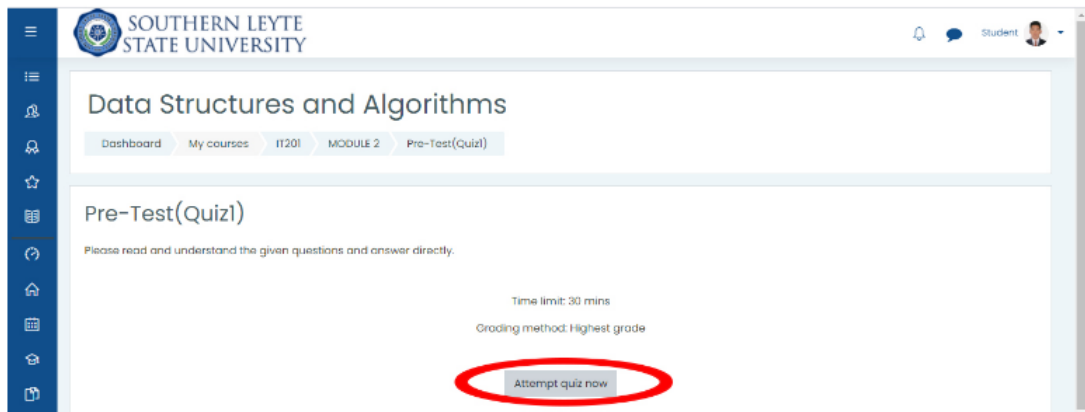 SOUTHERN LEYTE
STATE UNIVERSITY
Student
Data Structures and Algorithms
Dashboard My courses IT201 MODULE 2 Pre-Test(Quiz1)
Pre-Test(Quiz1)
Please read and understand the given questions and answer directly.
Time limit: 30 mins
Grading method: Highest grade
Attempt quiz now